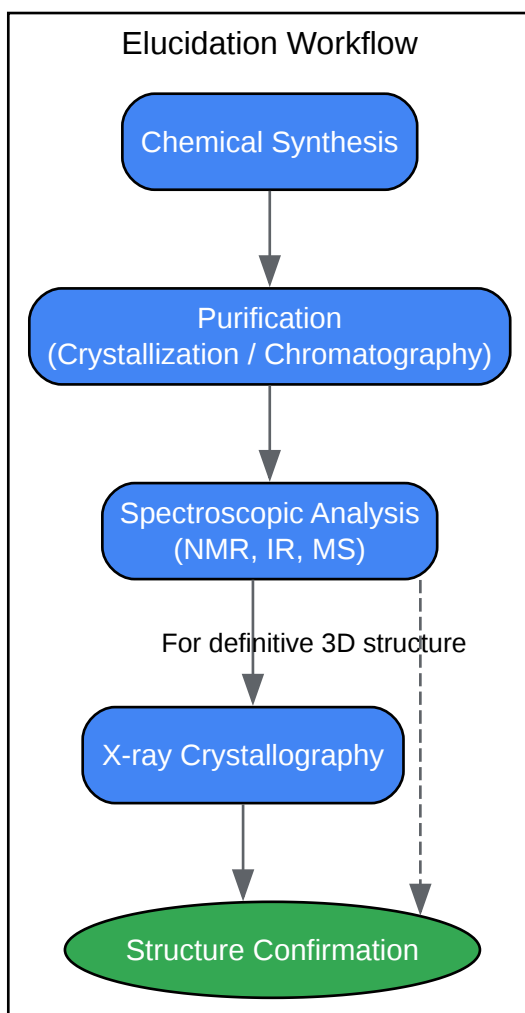 Elucidation Workflow
Chemical Synthesis
Purification
(Crystallization / Chromatography)
Spectroscopic Analysis
(NMR, IR, MS)
For definitive 3D structure
X-ray Crystallography
Structure Confirmation